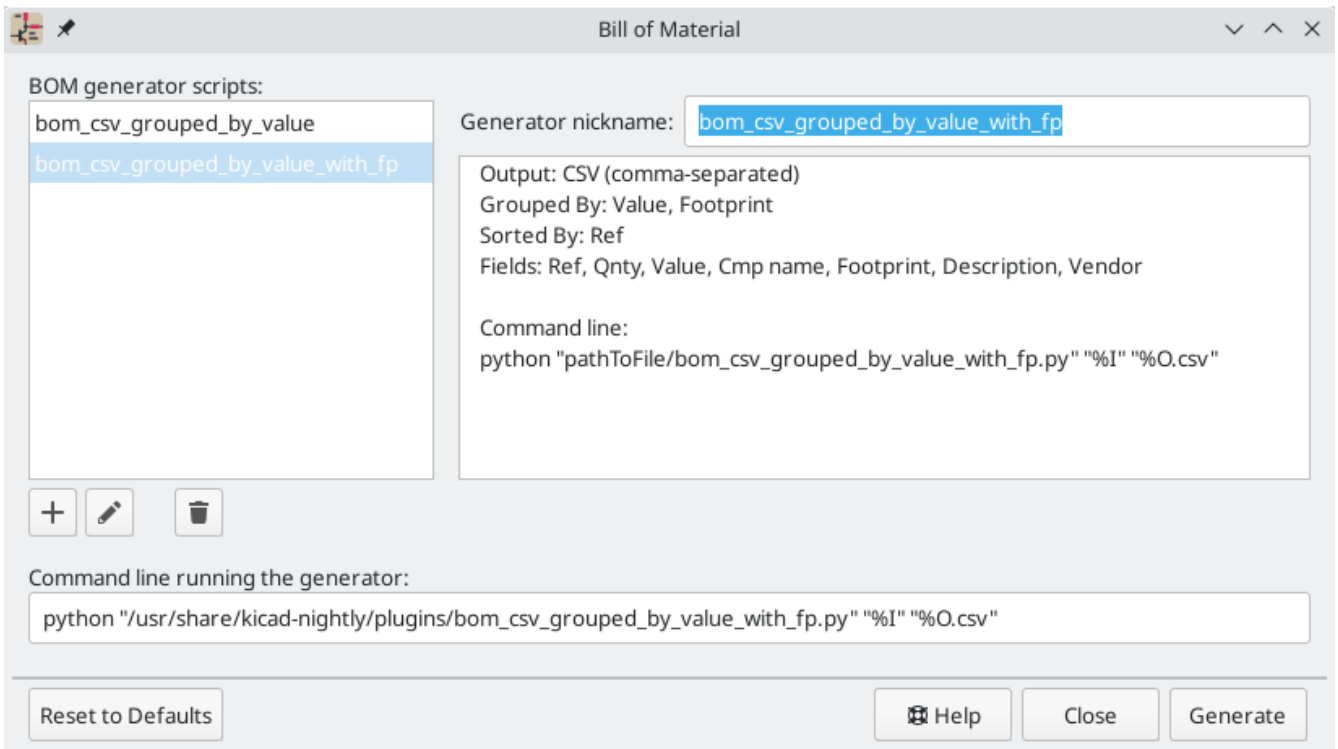 Bill of Material
BOM generator scripts:
bom_csv_grouped_by_value
bom_csv_grouped_by_value_with_fp
Generator nickname: bom_csv_grouped_by_value_with_fp
Output: CSV (comma-separated)
Grouped By: Value, Footprint
Sorted By: Ref
Fields: Ref, Qnty, Value, Cmp name, Footprint, Description, Vendor
Command line:
python "pathToFile/bom_csv_grouped_by_value_with_fp.py" "%I" "%O.csv"
Command line running the generator:
python "/usr/share/kicad-nightly/plugins/bom_csv_grouped_by_value_with_fp.py" "%I" "%O.csv"
Reset to Defaults
Help
Close
Generate